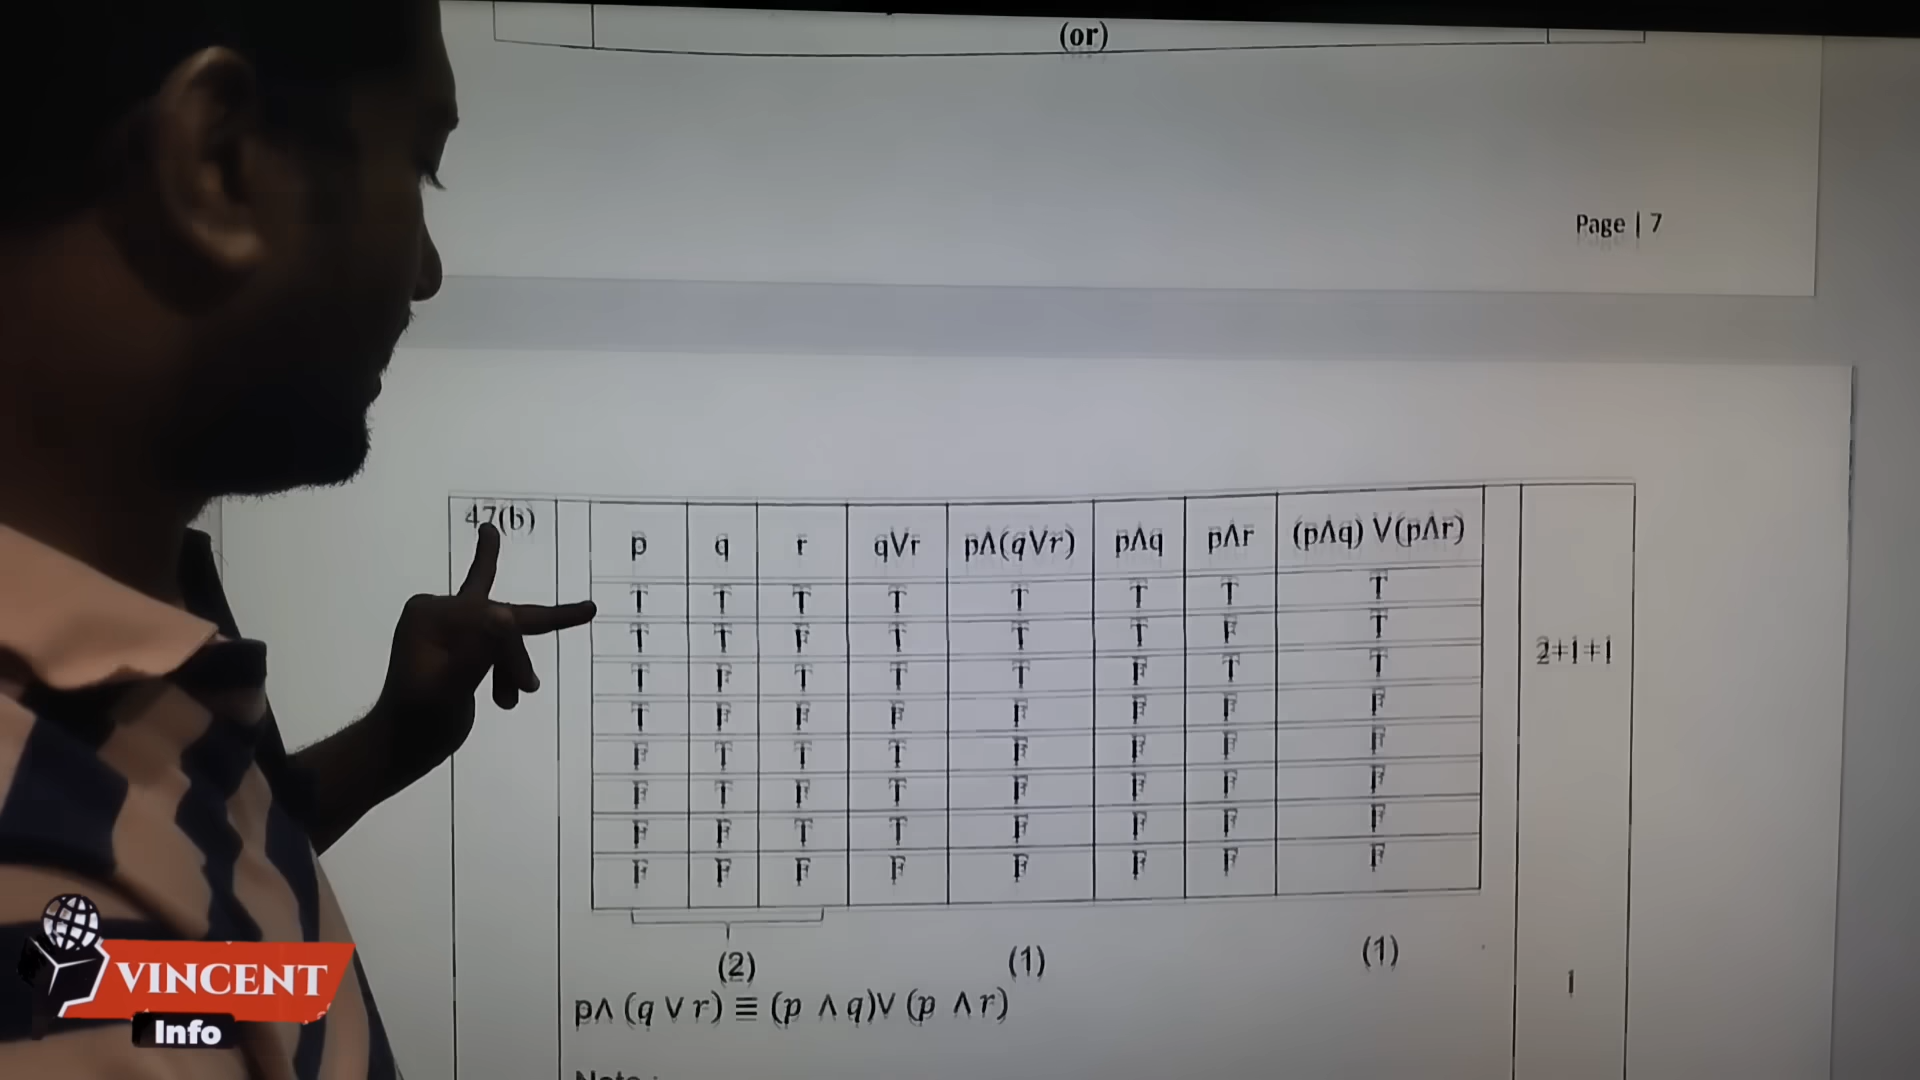 (or)
Page | 7
47(b)
p q r q∨r p∧(q∨r) p∧q p∧r (p∧q) ∨(p∧r)
T T T T T T T T
T T F T T T F T
T F T T T F T T
T F F F F F F F
F T T T F F F F
F T F T F F F F
F F T T F F F F
F F F F F F F F
2+1+1
(2) (1) (1)
1
p∧ (q ∨ r) ≡ (p ∧ q)∨ (p ∧ r)
VINCENT
Info